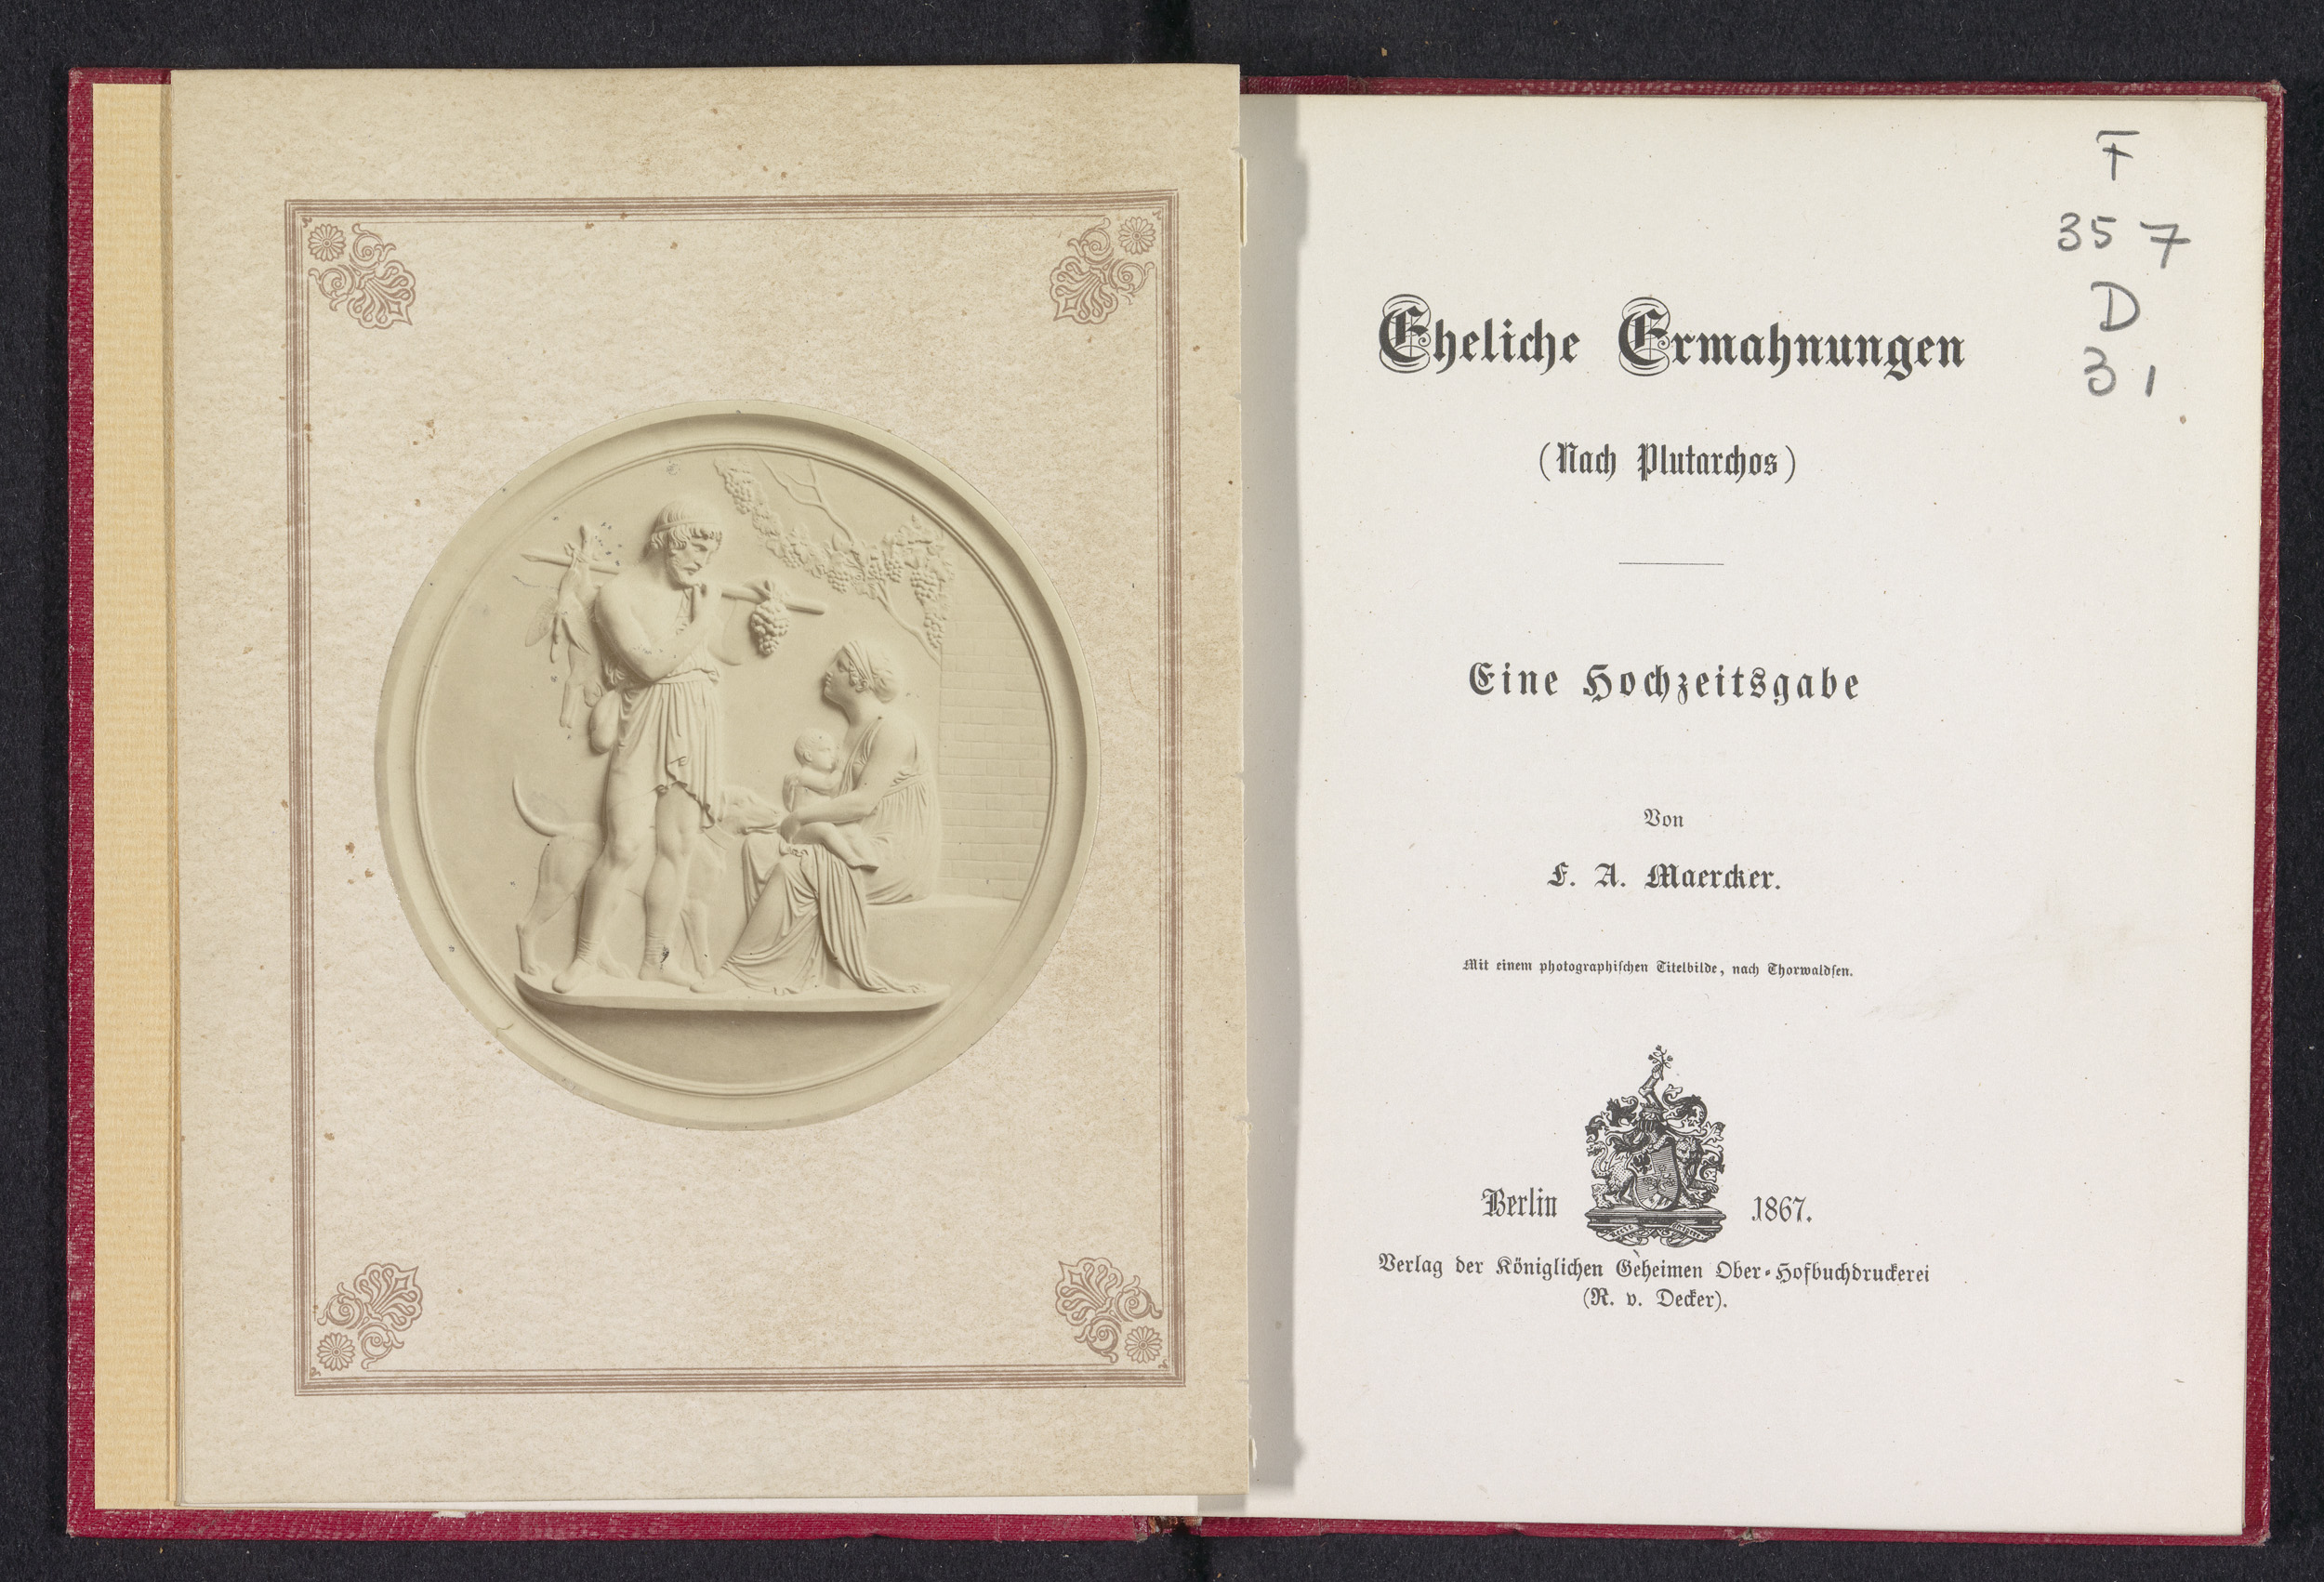 F
357
D
31
Eheliche Ermahnungen
(Nach Plutarchos)
Eine Hochzeitsgabe
Von
F. A. Maercker.
Mit einem photographischen Titelbilde, nach Thorwaldsen.
Berlin 1867.
Verlag der Königlichen Geheimen Ober-Hofbuchdruckerei
(R. v. Decker).